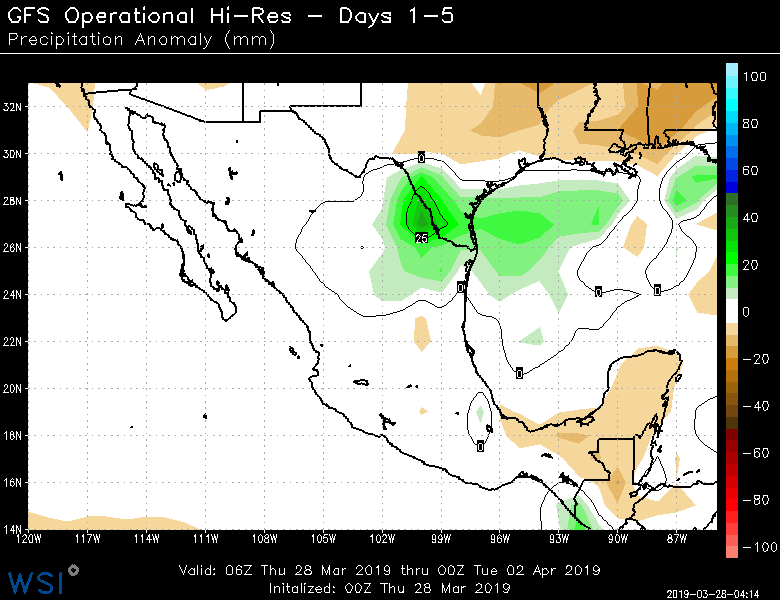 GFS Operational Hi-Res - Days 1-5
Precipitation Anomaly (mm)
32N
30N
28N
26N
24N
22N
20N
18N
16N
14N
120W 117W 114W 111W 108W 105W 102W 99W 96W 93W 90W 87W
0
25
0
0
0
0
0
100
80
60
40
20
0
-20
-40
-60
-80
-100
Valid: 06Z Thu 28 Mar 2019 thru 00Z Tue 02 Apr 2019
Initalized: 00Z Thu 28 Mar 2019
WSI
2019-03-28-04:14